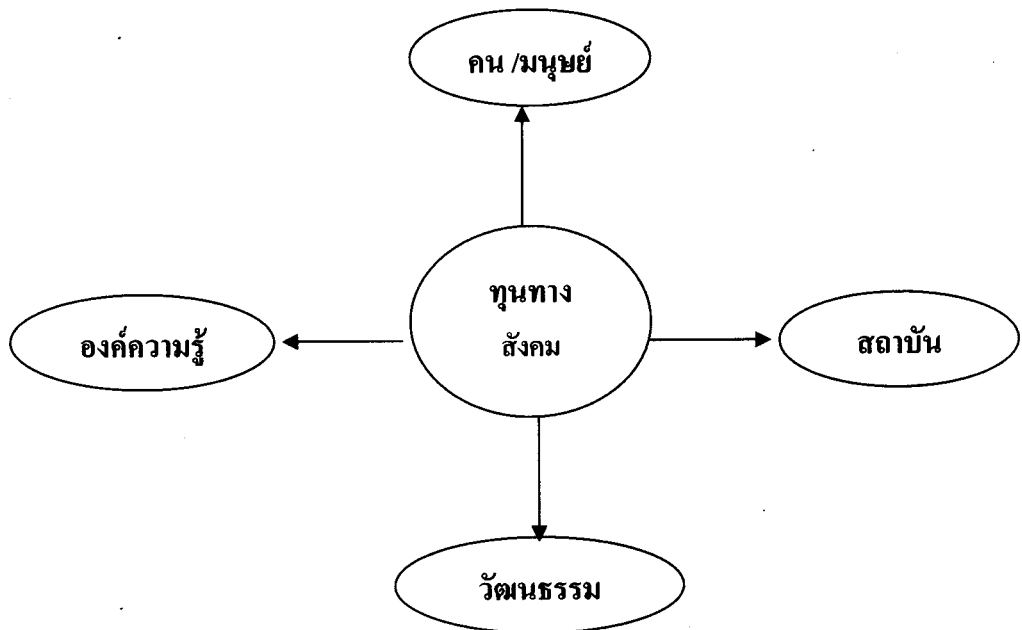 คน /มนุษย์
ทุนทาง
สังคม
องค์ความรู้
สถาบัน
วัฒนธรรม